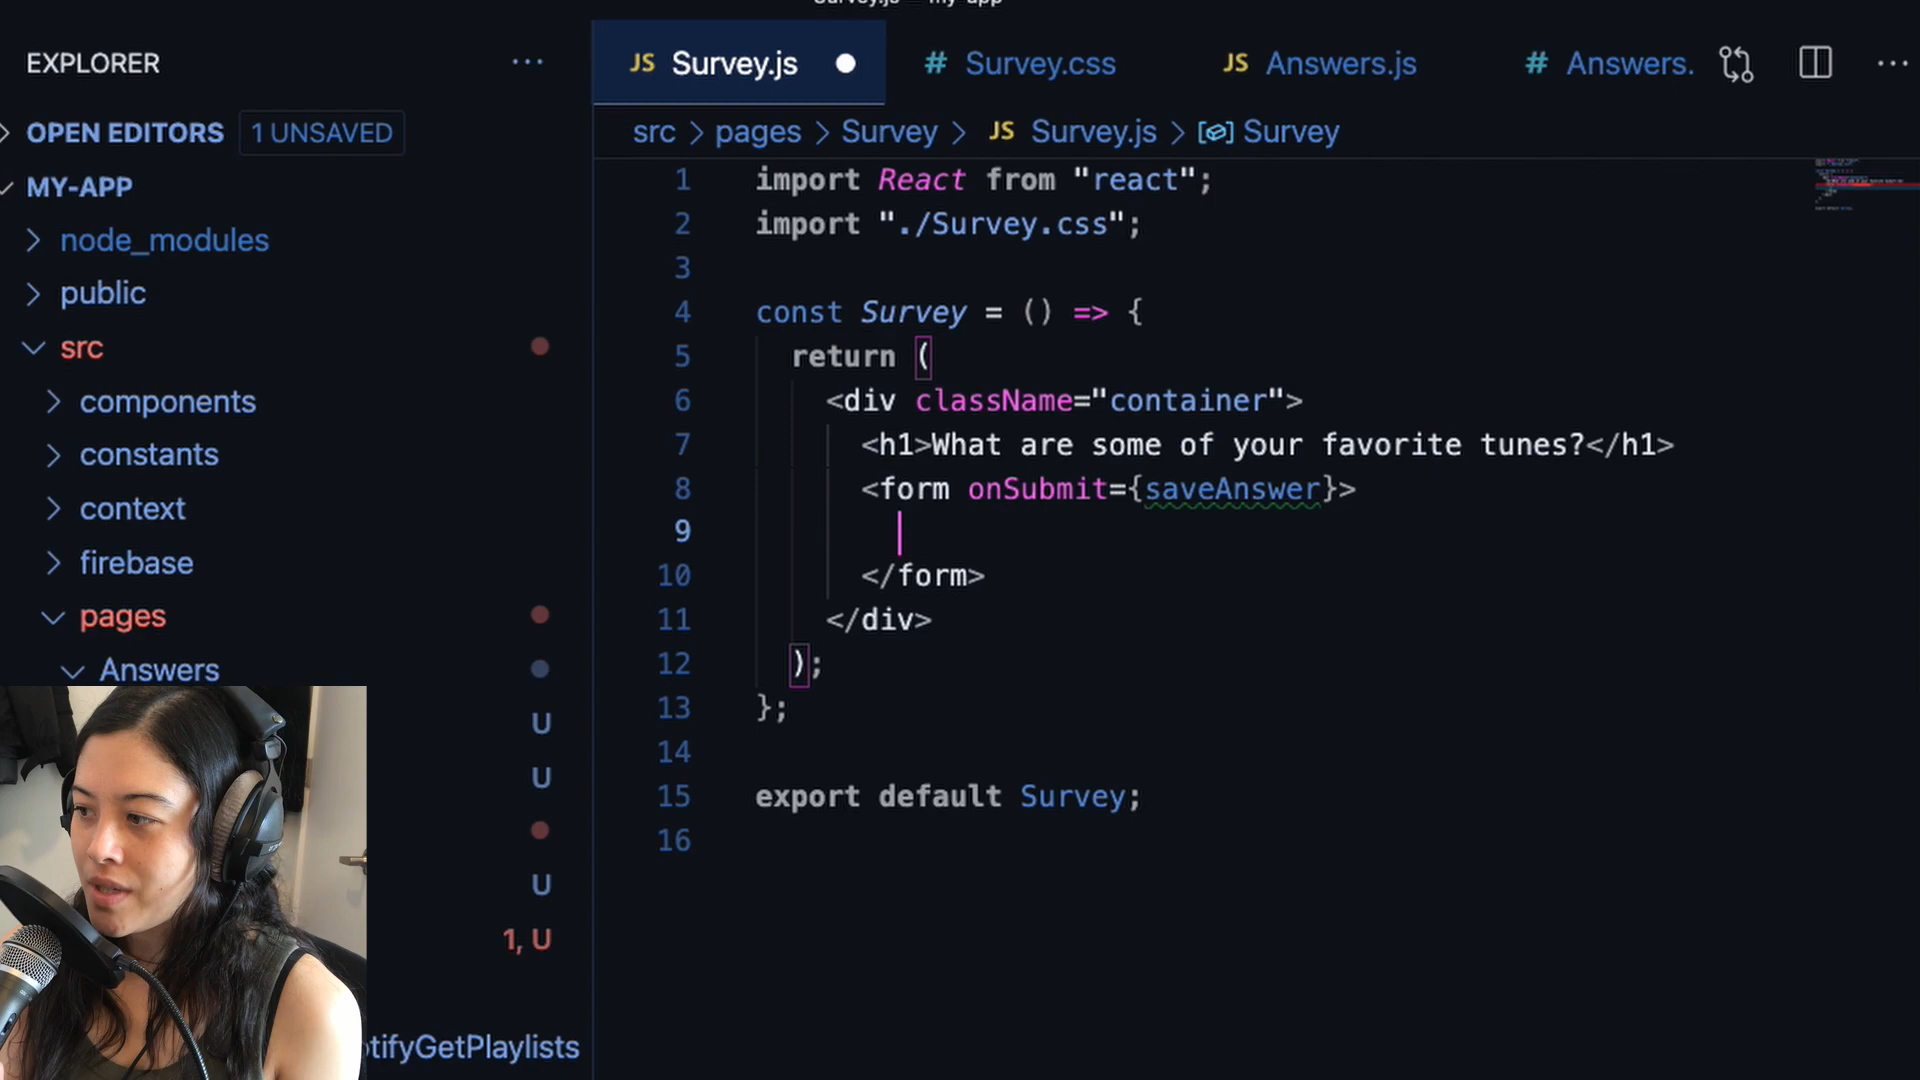 EXPLORER
OPEN EDITORS 1 UNSAVED
MY-APP
node_modules
public
src
components
constants
context
firebase
pages
Answers
U
U
U
1, U
tifyGetPlaylists
JS Survey.js
# Survey.css
JS Answers.js
# Answers.
src > pages > Survey > JS Survey.js > Survey
1 import React from "react";
2 import "./Survey.css";
3
4 const Survey = () => {
5 return (
6 <div className="container">
7 <h1>What are some of your favorite tunes?</h1>
8 <form onSubmit={saveAnswer}>
9
10 </form>
11 </div>
12 );
13 };
14
15 export default Survey;
16